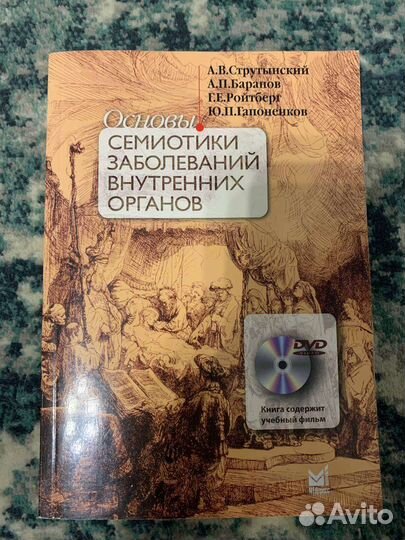 А.В.Струтынский
А.П.Баранов
Г.Е.Ройтберг
Ю.П.Гапоненков
Основы
СЕМИОТИКИ
ЗАБОЛЕВАНИЙ
ВНУТРЕННИХ
ОРГАНОВ
DVD
Книга содержит
учебный фильм
Avito